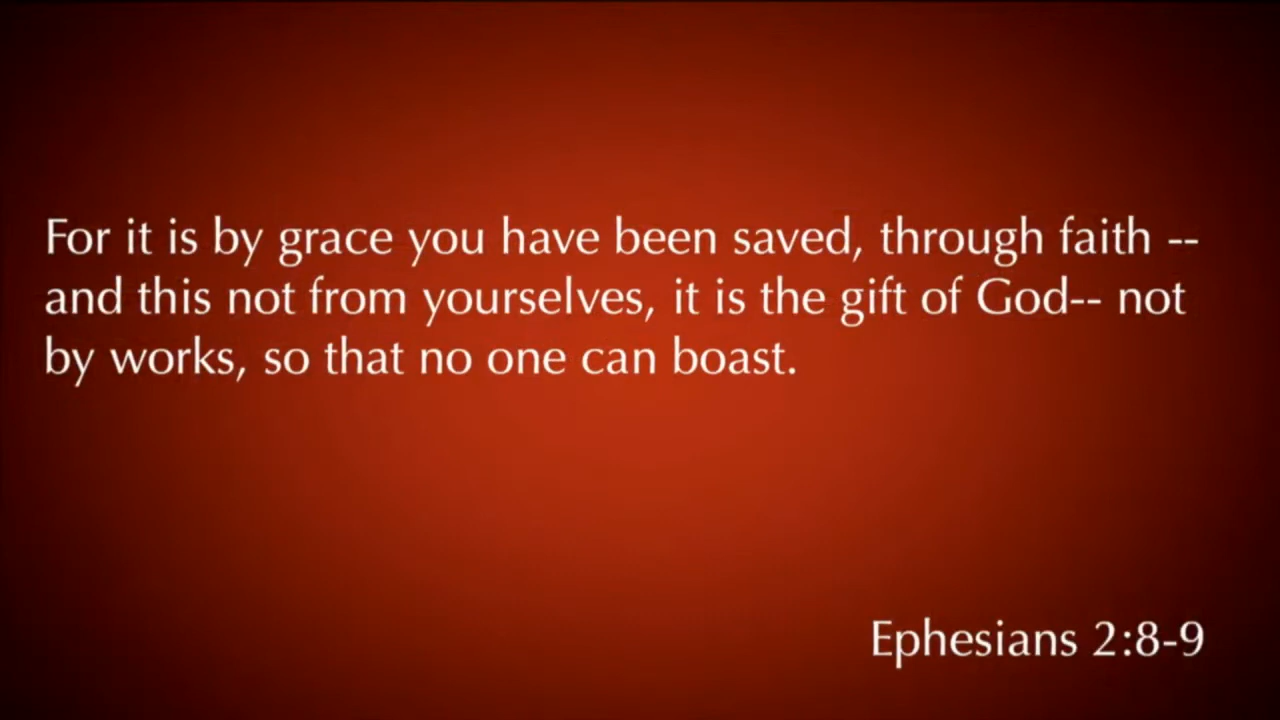 For it is by grace you have been saved, through faith --
and this not from yourselves, it is the gift of God-- not
by works, so that no one can boast.
Ephesians 2:8-9